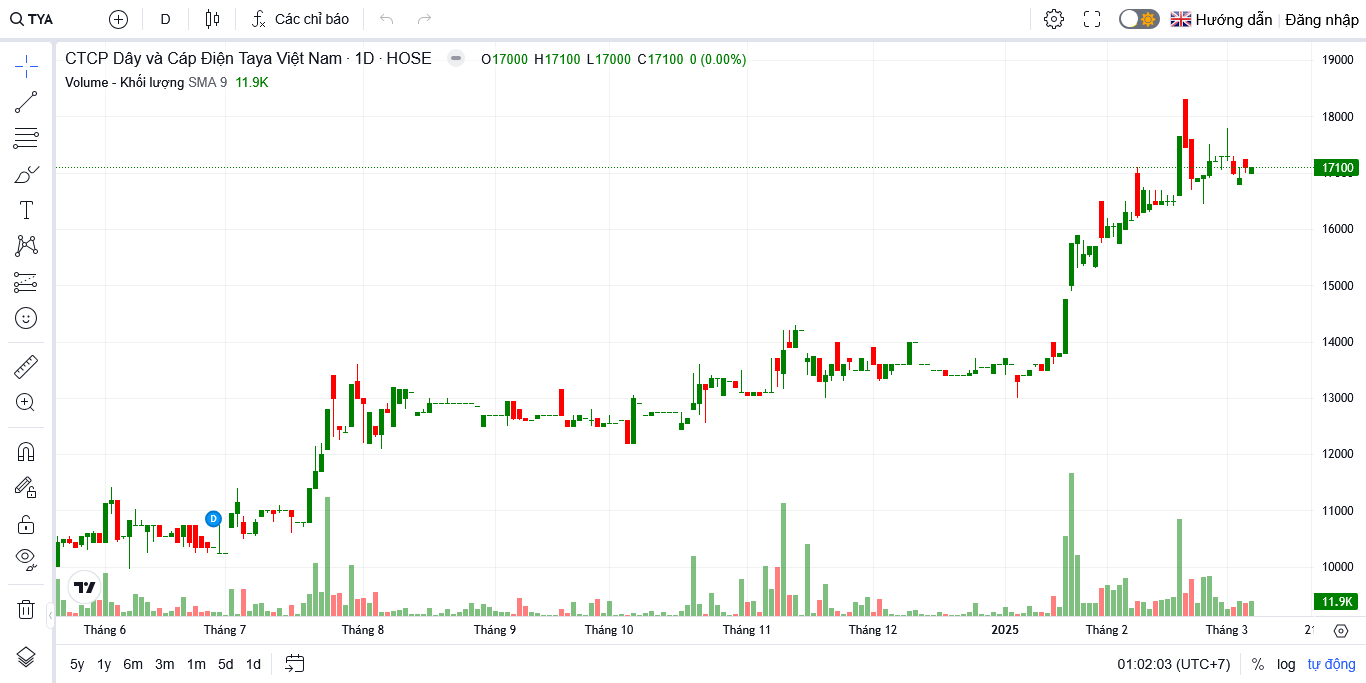 TYA D Các chỉ báo Hướng dẫn Đăng nhập
CTCP Dây và Cáp Điện Taya Việt Nam · 1D · HOSE O17000 H17100 L17000 C17100 0 (0.00%)
Volume - Khối lượng SMA 9 11.9K
19000
18000
17100
16000
15000
14000
13000
12000
11000
D
10000
11.9K
Tháng 6 Tháng 7 Tháng 8 Tháng 9 Tháng 10 Tháng 11 Tháng 12 2025 Tháng 2 Tháng 3
5y 1y 6m 3m 1m 5d 1d 01:02:03 (UTC+7) % log tự động